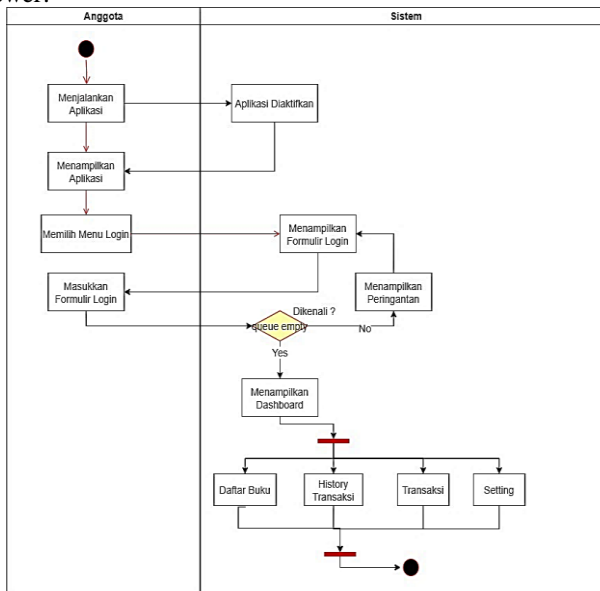 ower.
Anggota
Sistem
Menjalankan
Aplikasi
Aplikasi Diaktifkan
Menampilkan
Aplikasi
Memilih Menu Login
Menampilkan
Formulir Login
Masukkan
Formulir Login
Menampilkan
Peringantan
Dikenali ?
queue empty
No
Yes
Menampilkan
Dashboard
Daftar Buku
History
Transaksi
Transaksi
Setting